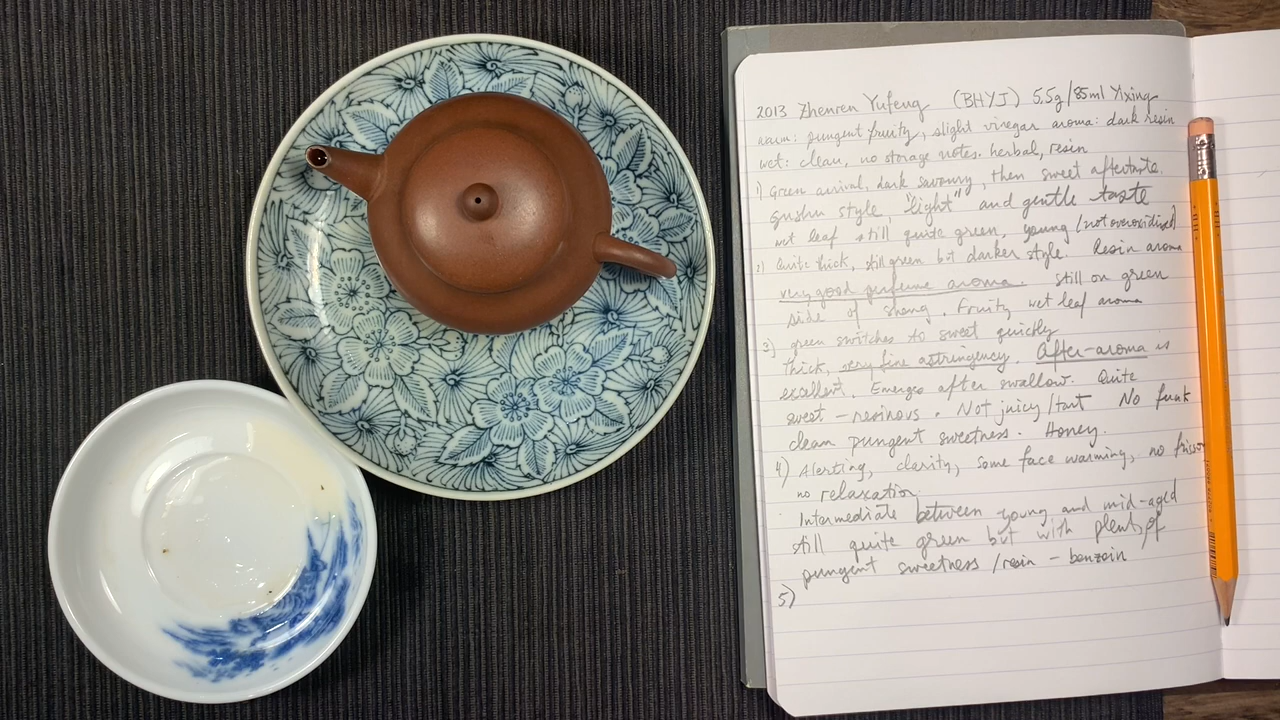 2013 Zhenren Yufeng (BHYJ) 5.5g/85ml Yixing
warm: pungent fruity, slight vinegar aroma: dark resin
wet: clean, no storage notes. herbal, resin
1) Green arrival, dark savoury, then sweet aftertaste.
gushu style, "light" and gentle taste
wet leaf still quite green, young (not overoxidised)
2) Quite thick, still green but darker style. Resin aroma
very good perfume aroma. still on green
side of sheng. Fruity wet leaf aroma
3) green switches to sweet quickly
thick, very fine astringency. After-aroma is
excellent. Emerges after swallow. Quite
sweet - resinous. Not juicy/tart No funk
clean pungent sweetness. Honey.
4) Alerting, clarity, some face warming, no frisson
no relaxation
Intermediate between young and mid-aged
still quite green but with plenty of
pungent sweetness / resin - benzoin
5)
HB